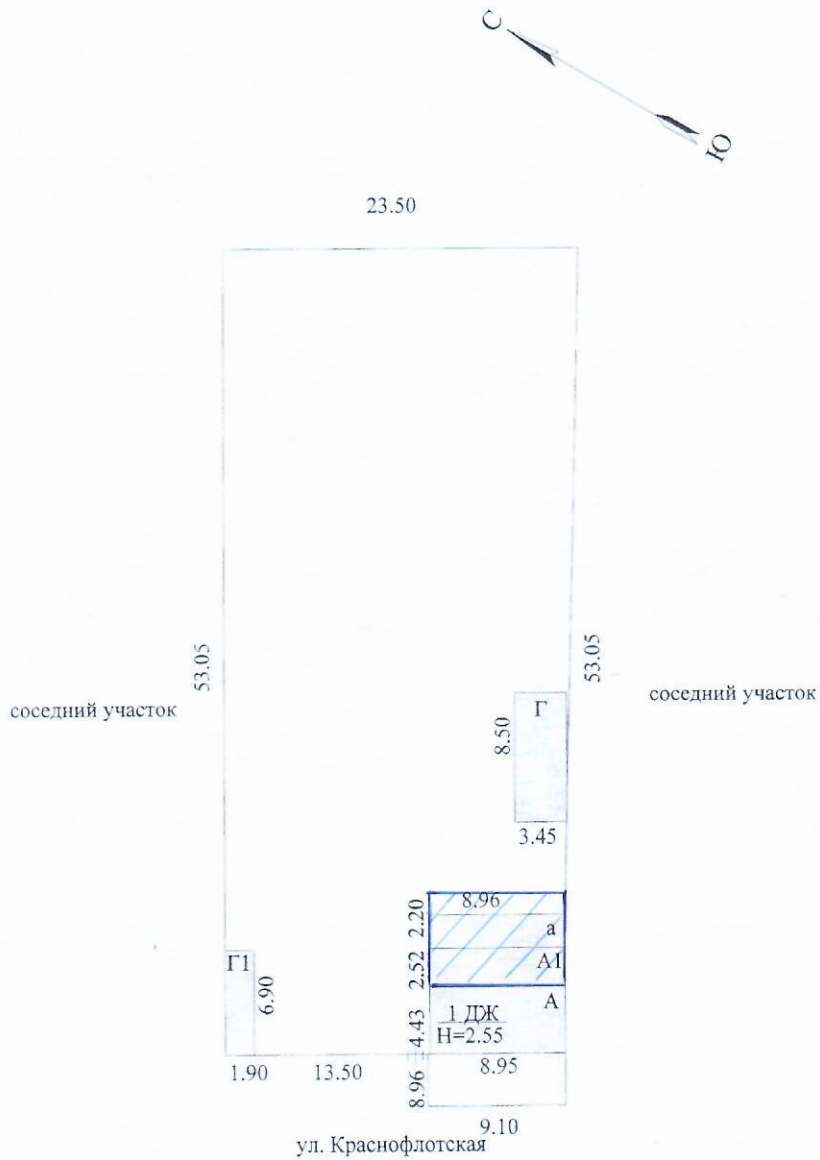 С
Ю
23.50
53.05
53.05
соседний участок
соседний участок
Г
8.50
3.45
8.96
2.20
а
2.52
А1
Г1
6.90
А
1 ДЖ
Н=2.55
4.43
1.90
13.50
8.95
8.96
9.10
ул. Краснофлотская